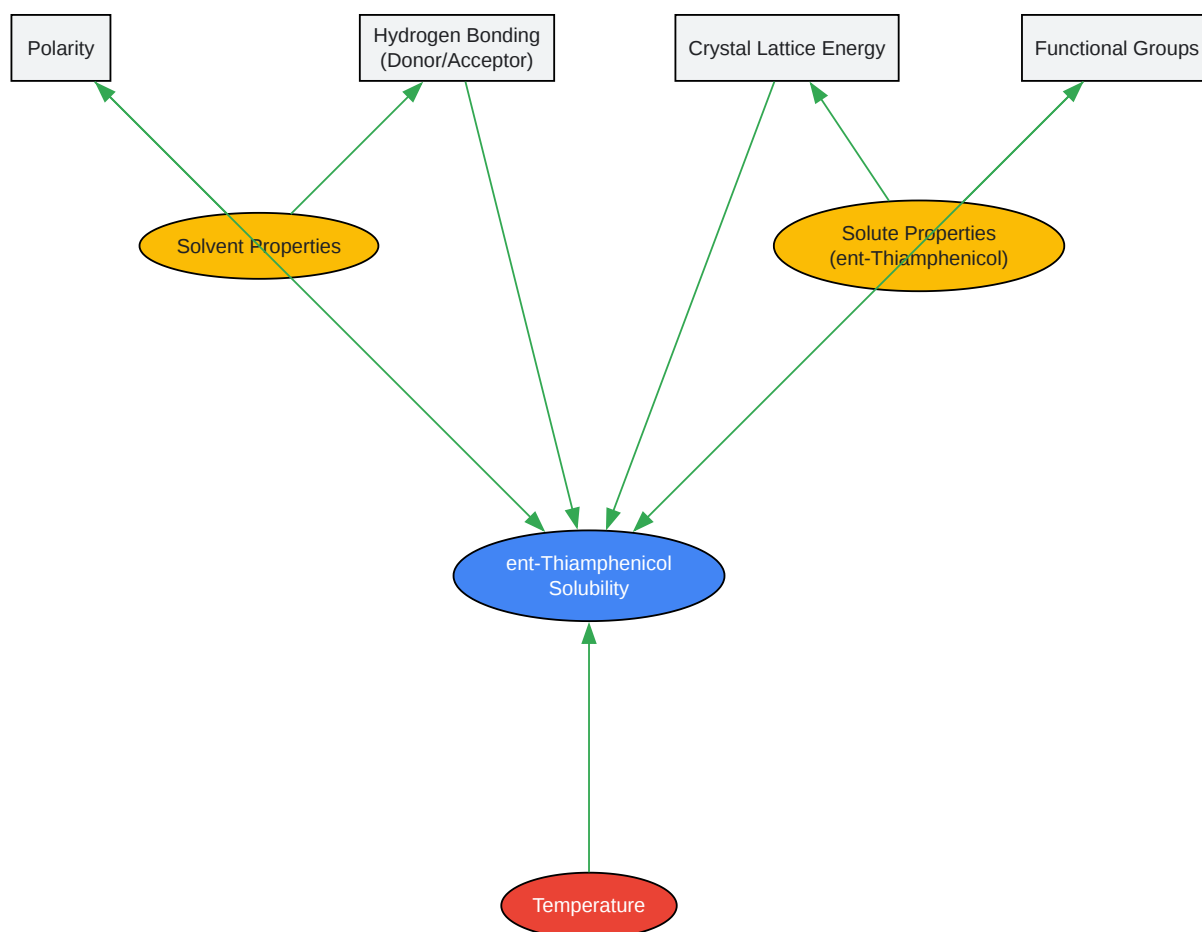 Polarity
Hydrogen Bonding
(Donor/Acceptor)
Crystal Lattice Energy
Functional Groups
Solvent Properties
Solute Properties
(ent-Thiamphenicol)
ent-Thiamphenicol
Solubility
Temperature